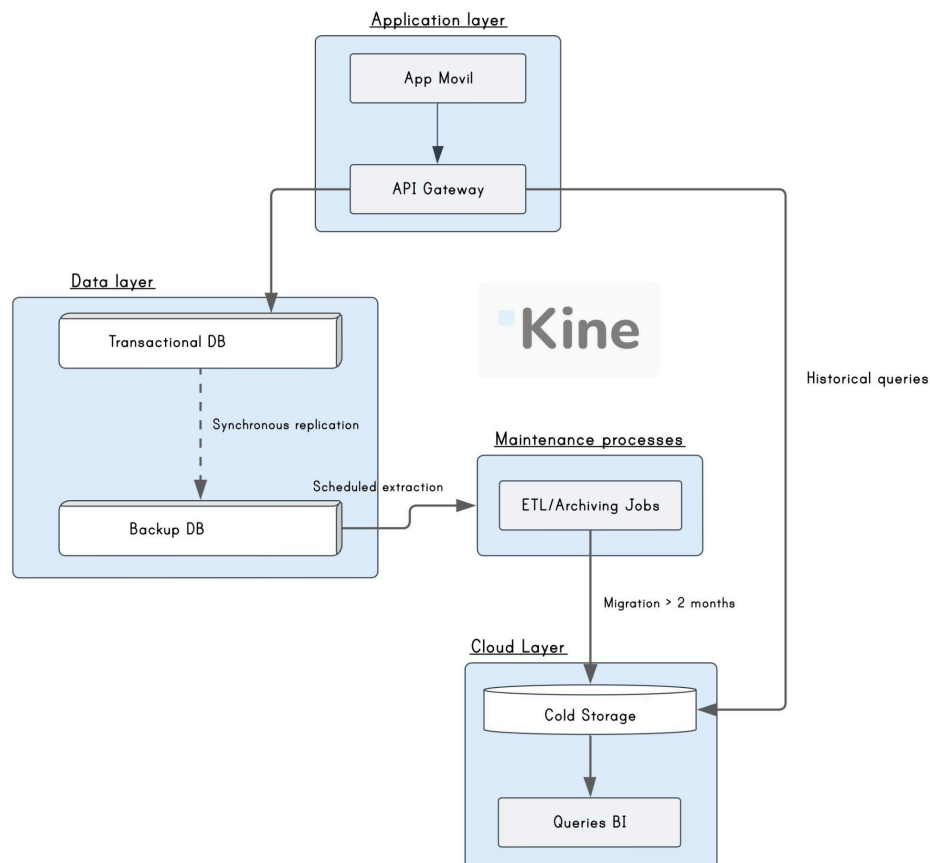 Application layer
App Movil
API Gateway
Data layer
Transactional DB
Kine
Historical queries
Synchronous replication
Maintenance processes
Scheduled extraction
ETL/Archiving Jobs
Backup DB
Migration > 2 months
Cloud Layer
Cold Storage
Queries BI